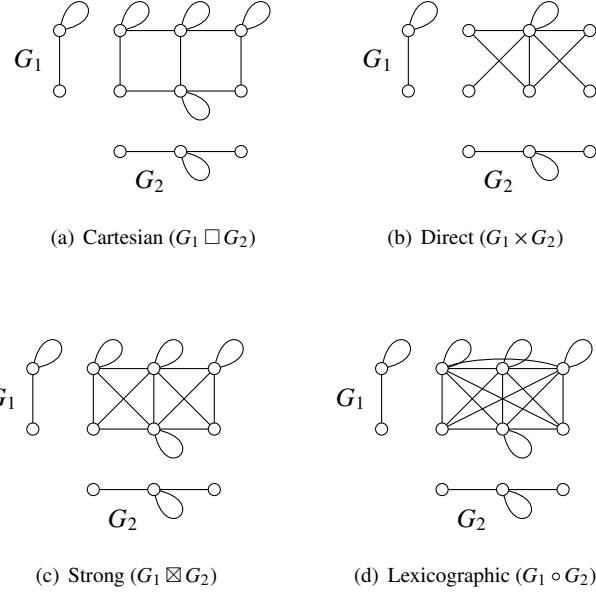 G₁
G₂
(a) Cartesian (G₁ □ G₂)
G₁
G₂
(b) Direct (G₁ × G₂)
G₁
G₂
(c) Strong (G₁ ⊠ G₂)
G₁
G₂
(d) Lexicographic (G₁ ∘ G₂)